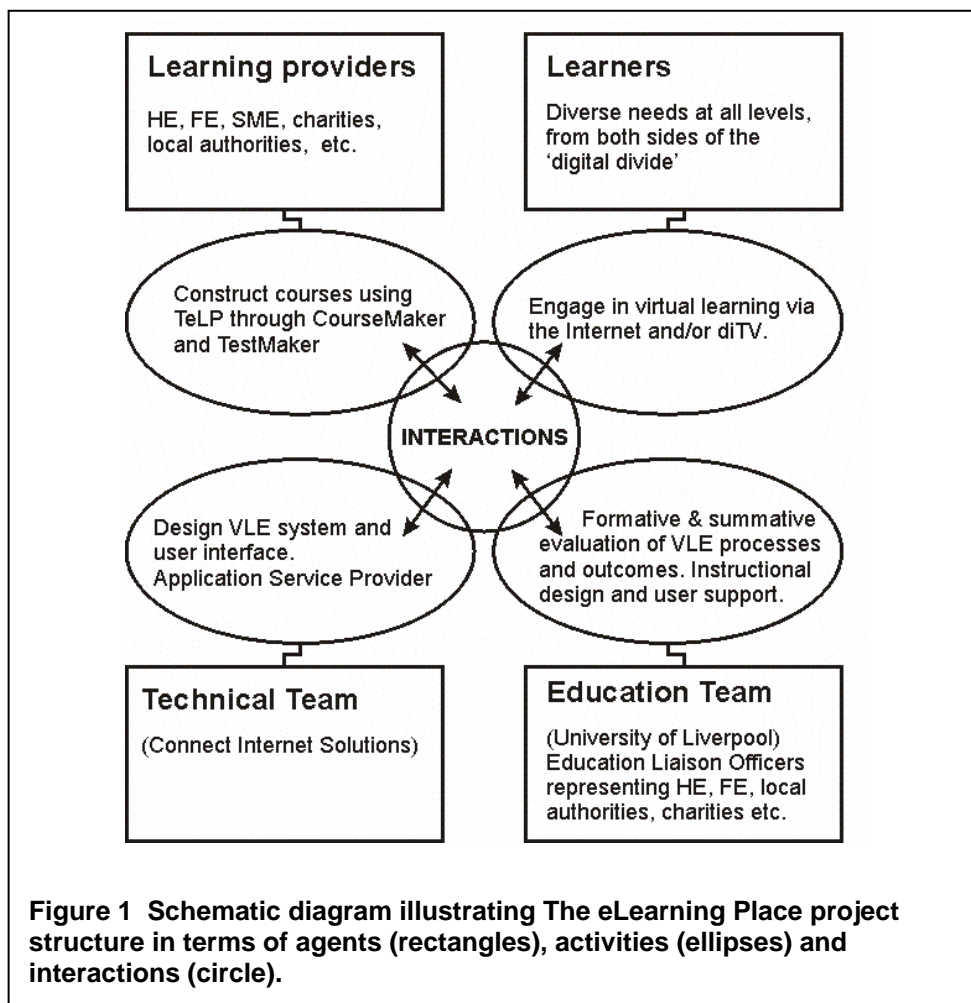 Learning providers
HE, FE, SME, charities,
local authorities, etc.
Learners
Diverse needs at all levels,
from both sides of the
‘digital divide’
Construct courses using
TeLP through CourseMaker
and TestMaker
Engage in virtual learning via
the Internet and/or diTV.
INTERACTIONS
Design VLE system and
user interface.
Application Service Provider
Formative & summative
evaluation of VLE processes
and outcomes. Instructional
design and user support.
Technical Team
(Connect Internet Solutions)
Education Team
(University of Liverpool)
Education Liaison Officers
representing HE, FE, local
authorities, charities etc.
Figure 1 Schematic diagram illustrating The eLearning Place project
structure in terms of agents (rectangles), activities (ellipses) and
interactions (circle).